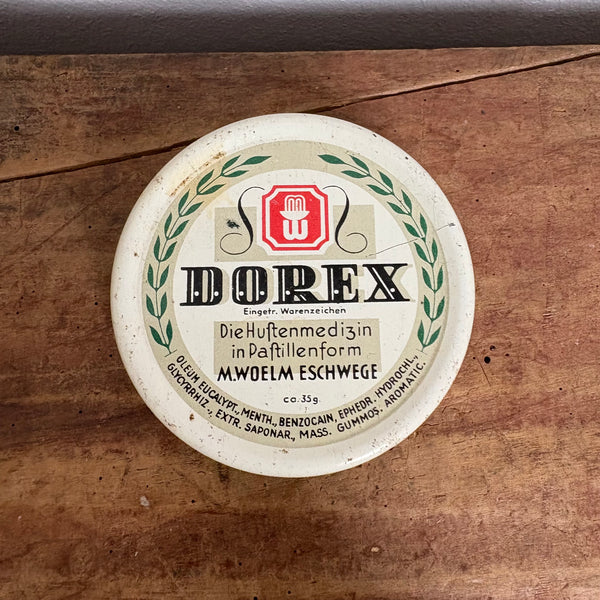 MW
DOREX
Eingetr. Warenzeichen
Die Hustenmedizin
in Pastillenform
M.WOELM ESCHWEGE
ca. 35 g.
OLEUM EUCALYPT., MENTH., BENZOCAIN, EPHEDR. HYDROCHL.,
GLYCYRRHIZ., EXTR. SAPONAR., MASS. GUMMOS. AROMATIC.